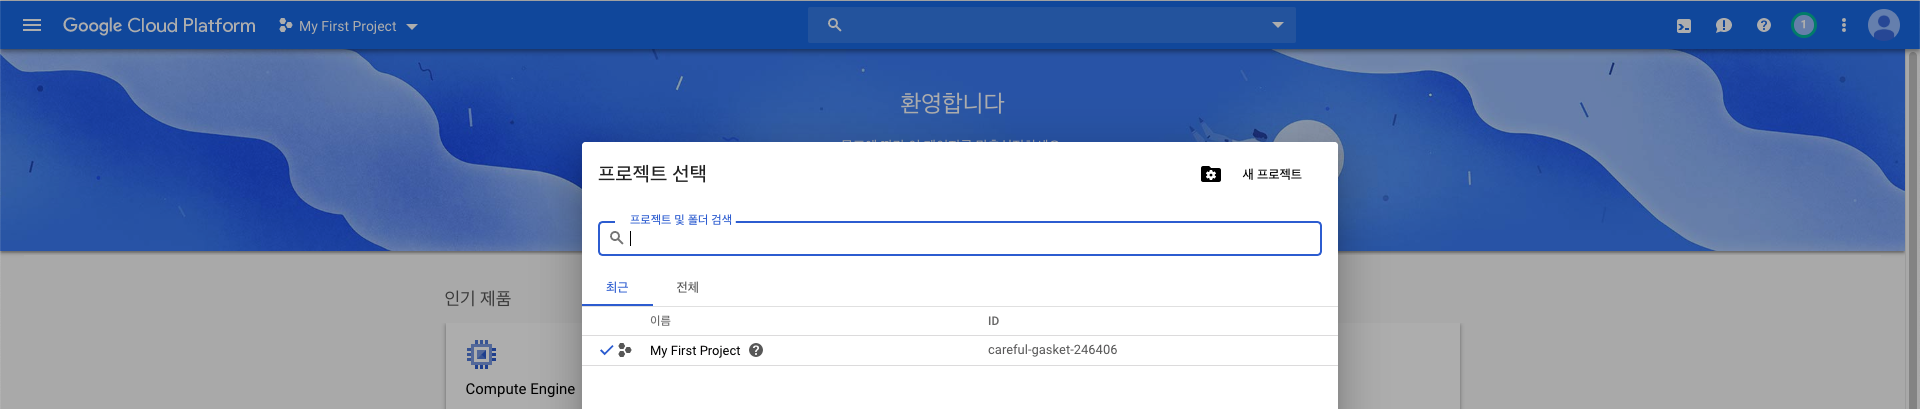 Google Cloud Platform
My First Project
1
환영합니다
프로젝트 선택
새 프로젝트
프로젝트 및 폴더 검색
최근
전체
이름
ID
My First Project
careful-gasket-246406
인기 제품
Compute Engine